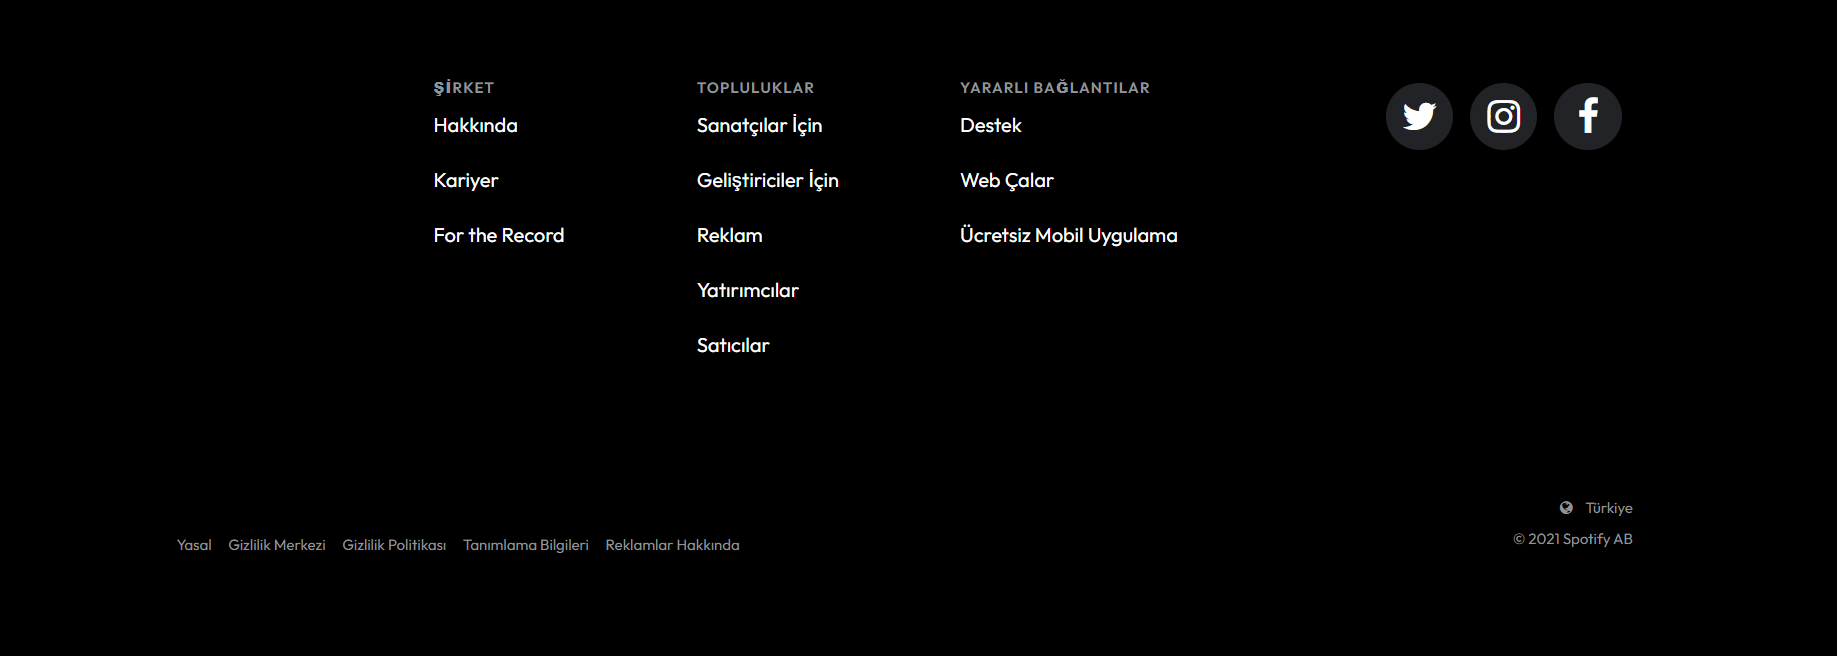 ŞİRKET
Hakkında
Kariyer
For the Record
TOPLULUKLAR
Sanatçılar İçin
Geliştiriciler İçin
Reklam
Yatırımcılar
Satıcılar
YARARLI BAĞLANTILAR
Destek
Web Çalar
Ücretsiz Mobil Uygulama
Yasal Gizlilik Merkezi Gizlilik Politikası Tanımlama Bilgileri Reklamlar Hakkında
Türkiye
© 2021 Spotify AB